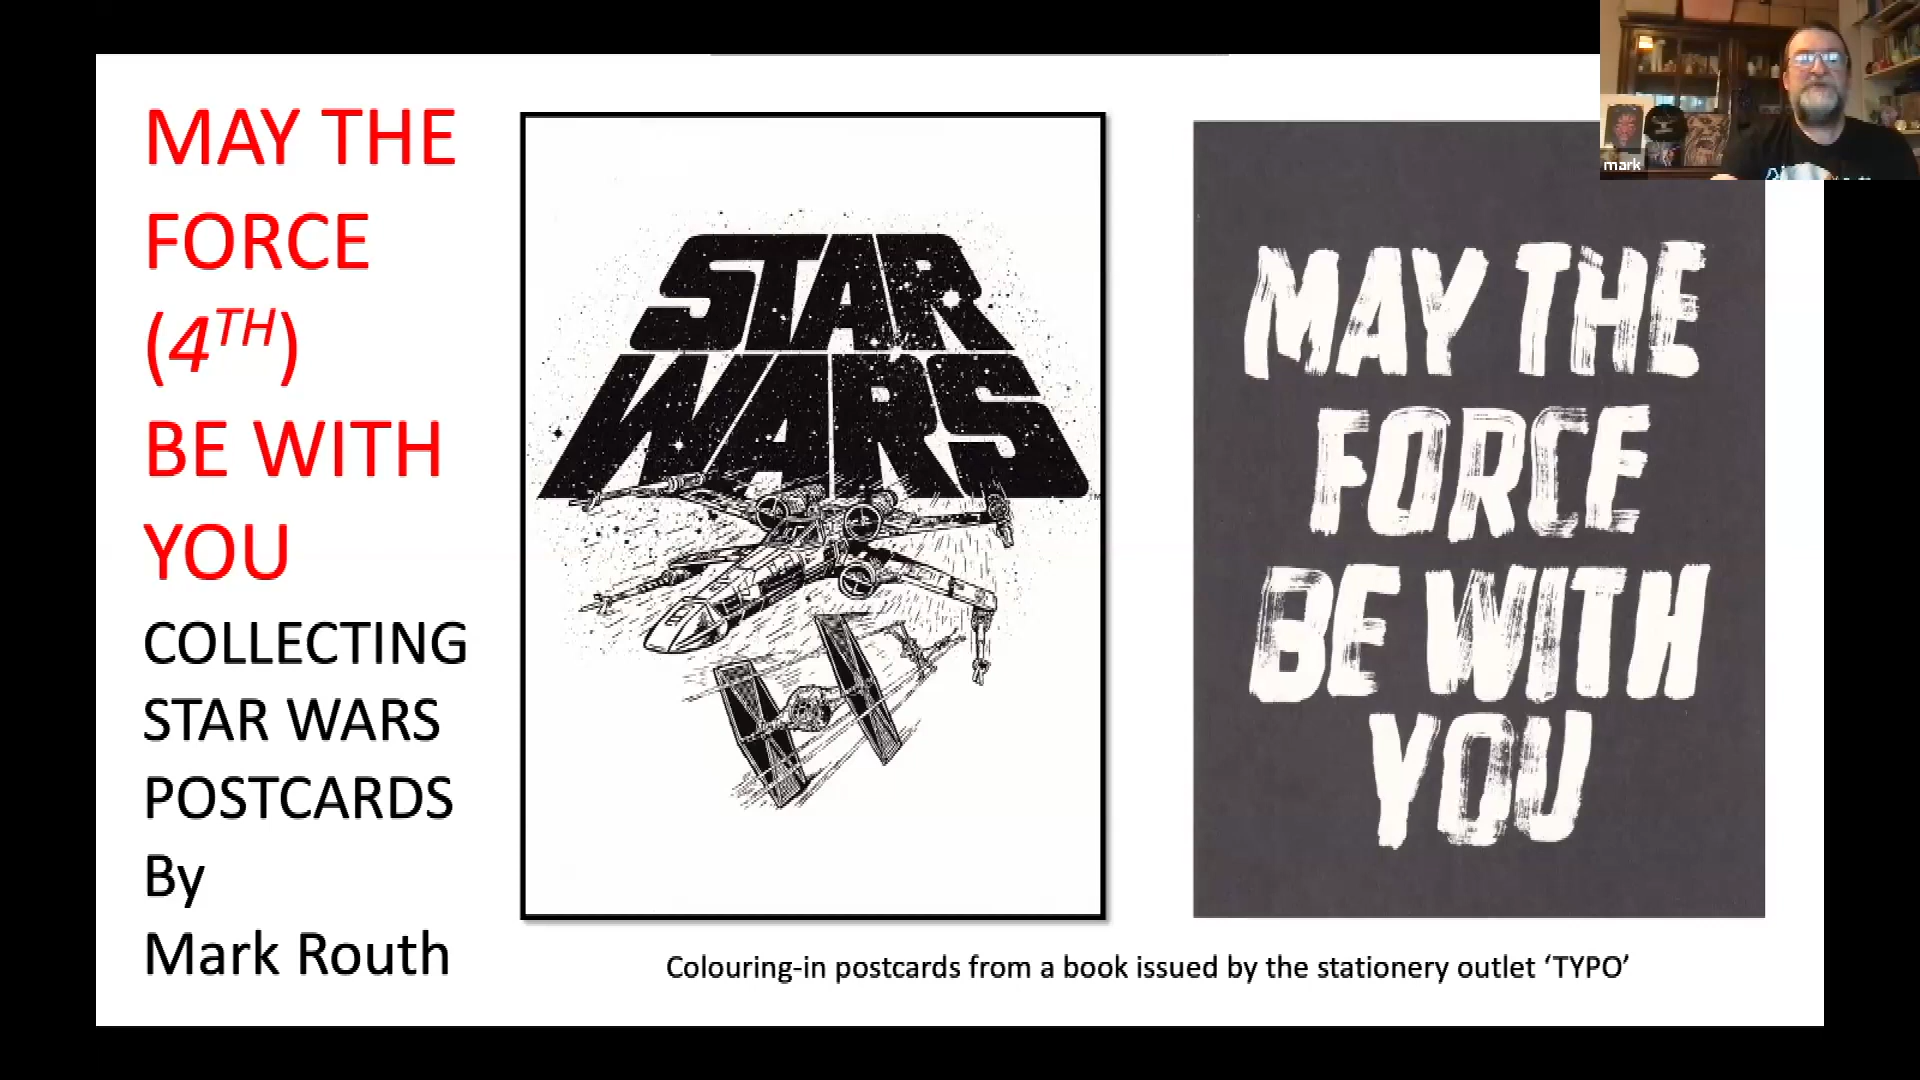 MAY THE
FORCE
(4TH)
BE WITH
YOU
COLLECTING
STAR WARS
POSTCARDS
By
Mark Routh
STAR
WARS
TM
MAY THE
FORCE
BE WITH
YOU
Colouring-in postcards from a book issued by the stationery outlet ‘TYPO’
mark